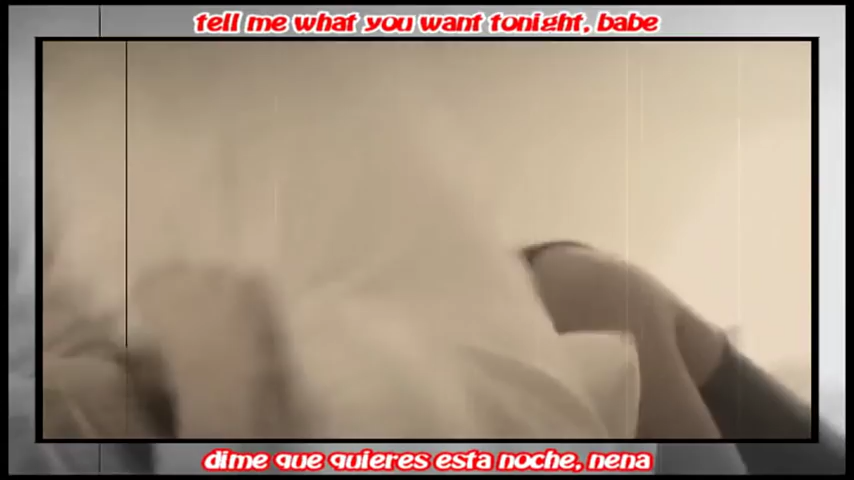 tell me what you want tonight, babe
dime que quieres esta noche, nena